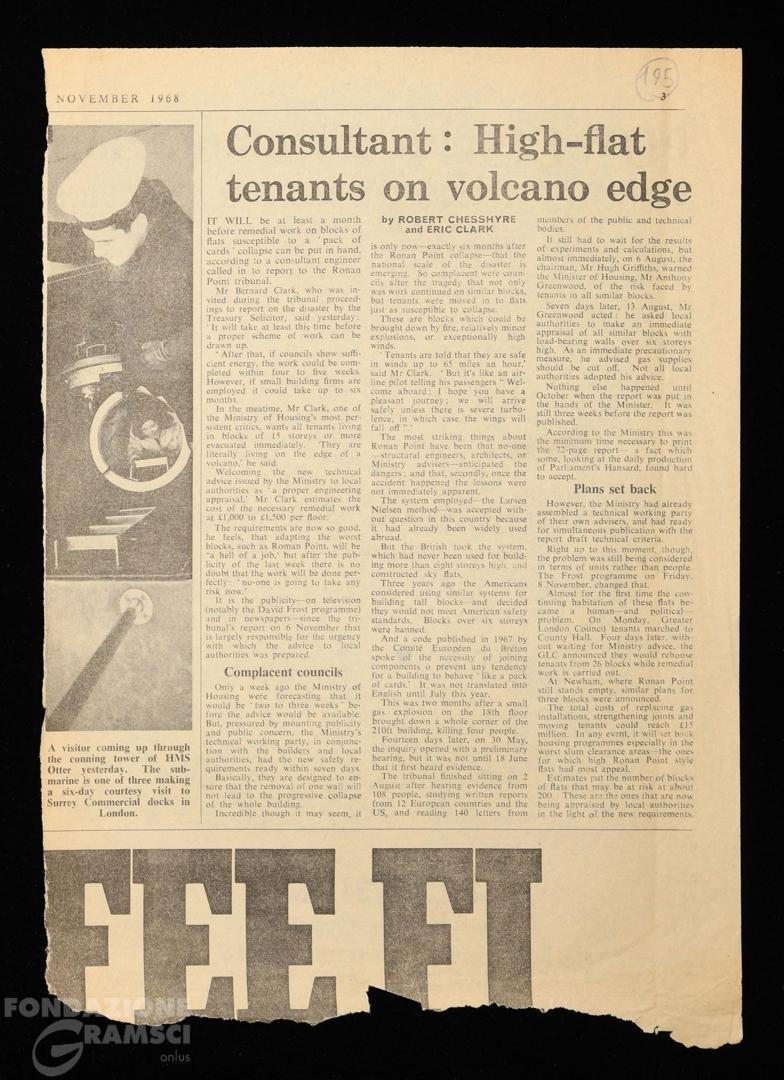 195
NOVEMBER 1968
3
Consultant : High-flat
tenants on volcano edge
IT WILL be at least a month
before remedial work on blocks of
flats susceptible to a ' pack of
cards ' collapse can be put in hand,
according to a consultant engineer
called in to report to the Ronan
Point tribunal.
Mr Bernard Clark, who was in-
vited during the tribunal proceed-
ings to report on the disaster by the
Treasury Solicitor, said yesterday :
' It will take at least this time before
a proper scheme of work can be
drawn up.
' After that, if councils show suffi-
cient energy, the work could be com-
pleted within four to five weeks.
However, if small building firms are
employed it could take up to six
months.
In the meatime, Mr Clark, one of
the Ministry of Housing's most per-
sistent critics, wants all tenants living
in blocks of 15 storeys or more
evacuated immediately. ' They are
literally living on the edge of a
volcano,' he said.
Welcoming the new technical
advice issued by the Ministry to local
authorities as ' a proper engineering
appraisal,' Mr Clark estimates the
cost of the necessary remedial work
at £1,000 to £1,500 per floor.
The requirements are now so good,
he feels, that adapting the worst
blocks, such as Ronan Point, will be
' a hell of a job,' but after the pub-
licity of the last week there is no
doubt that the work will be done per-
fectly: ' no-one is going to take any
risk now.'
It is the publicity—on television
(notably the David Frost programme)
and in newspapers—since the tri-
bunal's report on 6 November that
is largely responsible for the urgency
with which the advice to local
authorities was prepared.
Complacent councils
Only a week ago the Ministry of
Housing were forecasting that it
would be ' two to three weeks ' be-
fore the advice would be available.
But, pressured by mounting publicity
and public concern, the Ministry's
technical working party, in conjunc-
tion with the builders and local
authorities, had the new safety re-
quirements ready within seven days.
Basically, they are designed to en-
sure that the removal of one wall will
not lead to the progressive collapse
of the whole building.
Incredible though it may seem, it
by ROBERT CHESSHYRE
and ERIC CLARK
is only now—exactly six months after
the Ronan Point collapse—that the
national scale of the disaster is
emerging. So complacent were coun-
cils after the tragedy that not only
was work continued on similar blocks,
but tenants were moved in to flats
just as susceptible to collapse.
These are blocks which could be
brought down by fire, relatively minor
explosions, or exceptionally high
winds.
' Tenants are told that they are safe
in winds up to 65 miles an hour,'
said Mr Clark. ' But it's like an air-
line pilot telling his passengers " Wel-
come aboard; I hope you have a
pleasant journey; we will arrive
safely unless there is severe turbu-
lence, in which case the wings will
fall off ".'
The most striking things about
Ronan Point have been that no-one
—structural engineers, architects, or
Ministry advisers—anticipated the
dangers; and that, secondly, once the
accident happened the lessons were
not immediately apparent.
The system employed—the Larsen
Nielsen method—was accepted with-
out question in this country because
it had already been widely used
abroad.
But the British took the system,
which had never been used for build-
ing more than eight storeys high, and
constructed sky flats.
Three years ago the Americans
considered using similar systems for
building tall blocks—and decided
they would not meet American safety
standards. Blocks over six storeys
were banned.
And a code published in 1967 by
the Comité Européen du Bréton
spoke of the necessity of joining
components o prevent any tendency
for a building to behave ' like a pack
of cards.' It was not translated into
English until July this year.
This was two months after a small
gas explosion on the 18th floor
brought down a whole corner of the
210ft building, killing four people.
Fourteen days later, on 30 May,
the inquiry opened with a preliminary
hearing, but it was not until 18 June
that it first heard evidence.
The tribunal finished sitting on 2
August after hearing evidence from
108 people, studying written reports
from 12 European countries and the
US, and reading 140 letters from
members of the public and technical
bodies.
It still had to wait for the results
of experiments and calculations, but
almost immediately, on 6 August, the
chairman, Mr Hugh Griffiths, warned
the Minister of Housing, Mr Anthony
Greenwood, of the risk faced by
tenants in all similar blocks.
Seven days later, 13 August, Mr
Greenwood acted : he asked local
authorities to make an immediate
appraisal of all similar blocks with
load-bearing walls over six storeys
high. As an immediate precautionary
measure, he advised gas supplies
should be cut off. Not all local
authorities adopted his advice.
Nothing else happened until
October when the report was put in
the hands of the Minister. It was
still three weeks before the report was
published.
According to the Ministry this was
the minimum time necessary to print
the 72-page report— a fact which
some, looking at the daily production
of Parliament's Hansard, found hard
to accept.
Plans set back
However, the Ministry had already
assembled a technical working party
of their own advisers, and had ready
for simultaneous publication with the
report draft technical criteria.
Right up to this moment, though,
the problem was still being considered
in terms of units rather than people.
The Frost programme on Friday,
8 November, changed that.
Almost for the first time the con-
tinuing habitation of these flats be-
came a human—and political—
problem. On Monday, Greater
London Council tenants marched to
County Hall. Four days later, with-
out waiting for Ministry advice, the
GLC announced they would rehouse
tenants from 26 blocks while remedial
work is carried out.
At Newham, where Ronan Point
still stands empty, similar plans for
three blocks were announced.
The total costs of replacing gas
installations, strengthening joints and
moving tenants could reach £15
million. In any event, it will set back
housing programmes especially in the
worst slum clearance areas—the ones
for which high Ronan Point style
flats had most appeal.
Estimates put the number of blocks
of flats that may be at risk at about
200. These are the ones that are now
being appraised by local authorities
in the light of the new requirements.
A visitor coming up through
the conning tower of HMS
Otter yesterday. The sub-
marine is one of three making
a six-day courtesy visit to
Surrey Commercial docks in
London.
FEE FI
FONDAZIONE
GRAMSCI
onlus